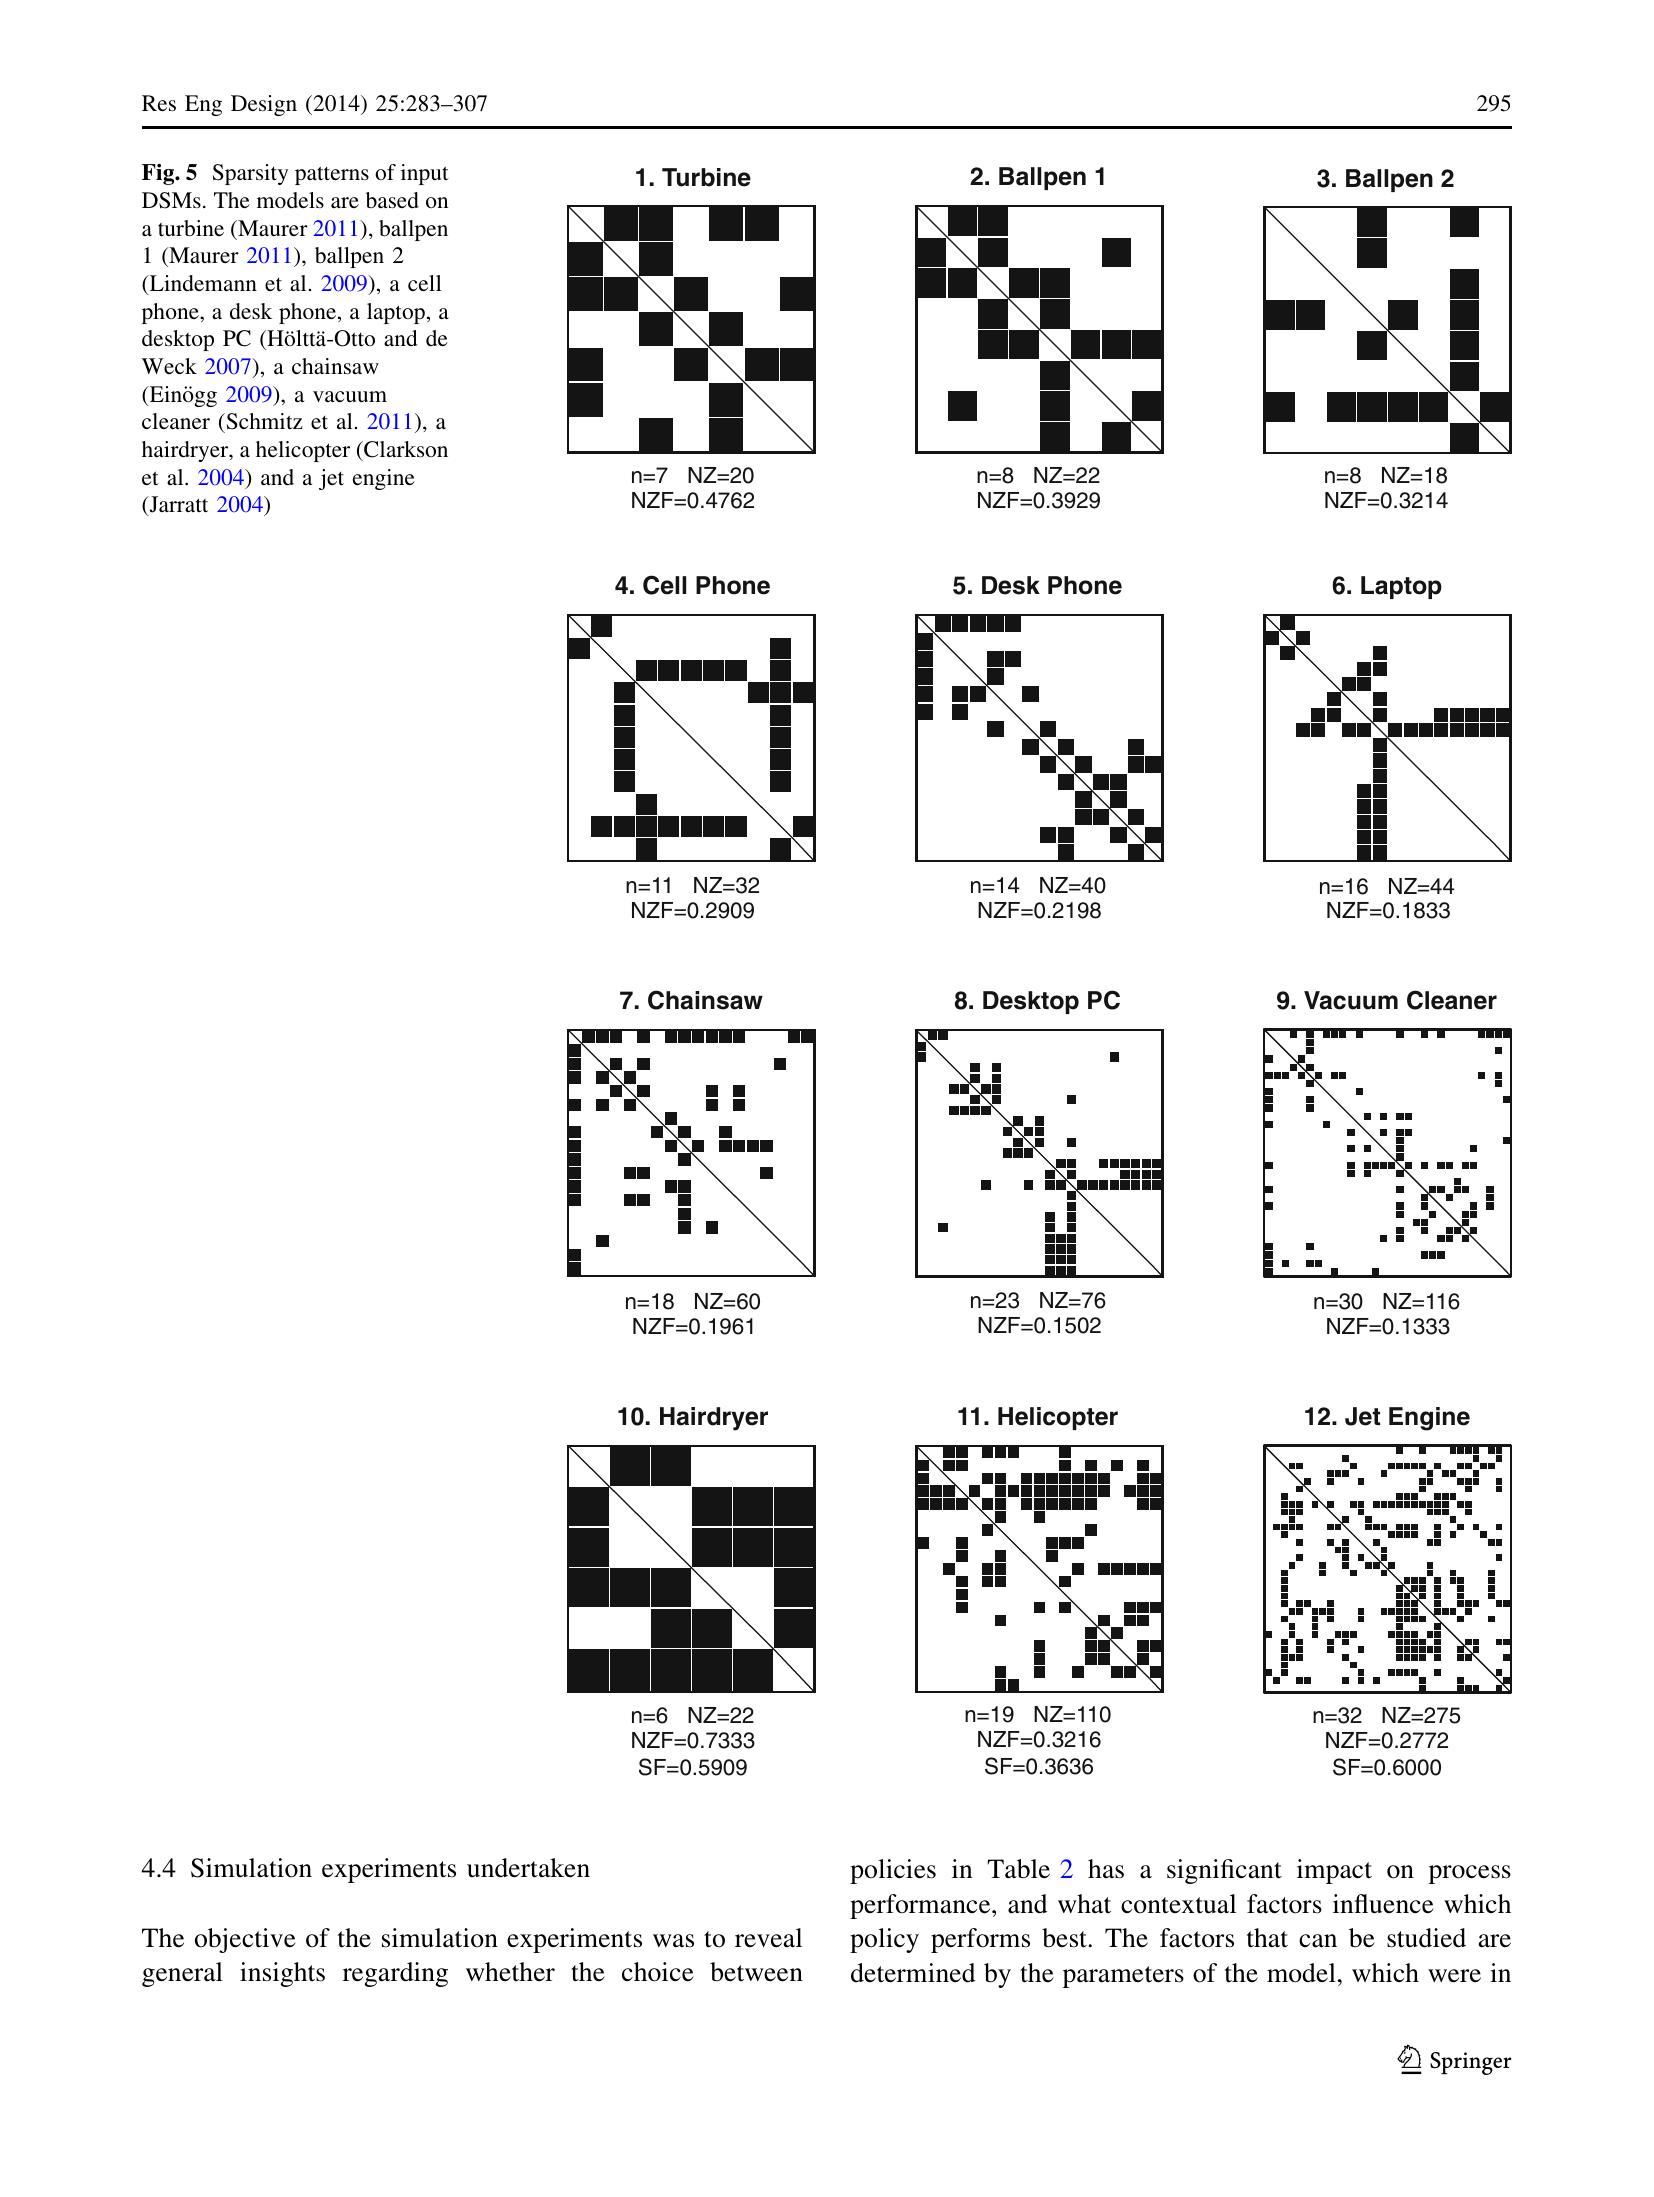 Res Eng Design (2014) 25:283–307
295
Fig. 5 Sparsity patterns of input
DSMs. The models are based on
a turbine (Maurer 2011), ballpen
1 (Maurer 2011), ballpen 2
(Lindemann et al. 2009), a cell
phone, a desk phone, a laptop, a
desktop PC (Hölttä-Otto and de
Weck 2007), a chainsaw
(Einögg 2009), a vacuum
cleaner (Schmitz et al. 2011), a
hairdryer, a helicopter (Clarkson
et al. 2004) and a jet engine
(Jarratt 2004)
1. Turbine
n=7 NZ=20
NZF=0.4762
2. Ballpen 1
n=8 NZ=22
NZF=0.3929
3. Ballpen 2
n=8 NZ=18
NZF=0.3214
4. Cell Phone
n=11 NZ=32
NZF=0.2909
5. Desk Phone
n=14 NZ=40
NZF=0.2198
6. Laptop
n=16 NZ=44
NZF=0.1833
7. Chainsaw
n=18 NZ=60
NZF=0.1961
8. Desktop PC
n=23 NZ=76
NZF=0.1502
9. Vacuum Cleaner
n=30 NZ=116
NZF=0.1333
10. Hairdryer
n=6 NZ=22
NZF=0.7333
SF=0.5909
11. Helicopter
n=19 NZ=110
NZF=0.3216
SF=0.3636
12. Jet Engine
n=32 NZ=275
NZF=0.2772
SF=0.6000
4.4 Simulation experiments undertaken
The objective of the simulation experiments was to reveal
general insights regarding whether the choice between
policies in Table 2 has a significant impact on process
performance, and what contextual factors influence which
policy performs best. The factors that can be studied are
determined by the parameters of the model, which were in
Springer